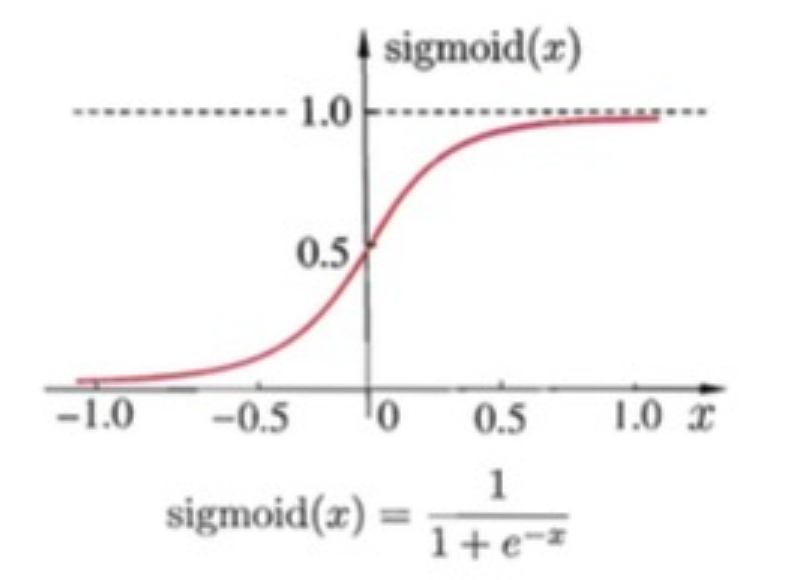 sigmoid(x)
1.0
0.5
−1.0 −0.5 0 0.5 1.0 x
sigmoid(x) = 1 / (1 + e^{−x})